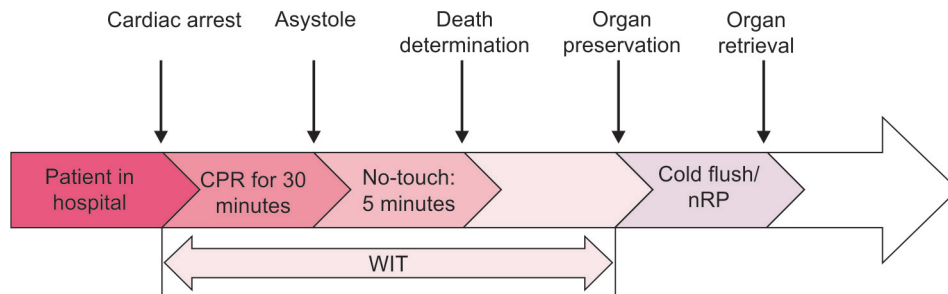 Cardiac arrest
Asystole
Death
determination
Organ
preservation
Organ
retrieval
Patient in
hospital
CPR for 30
minutes
No-touch:
5 minutes
Cold flush/
nRP
WIT